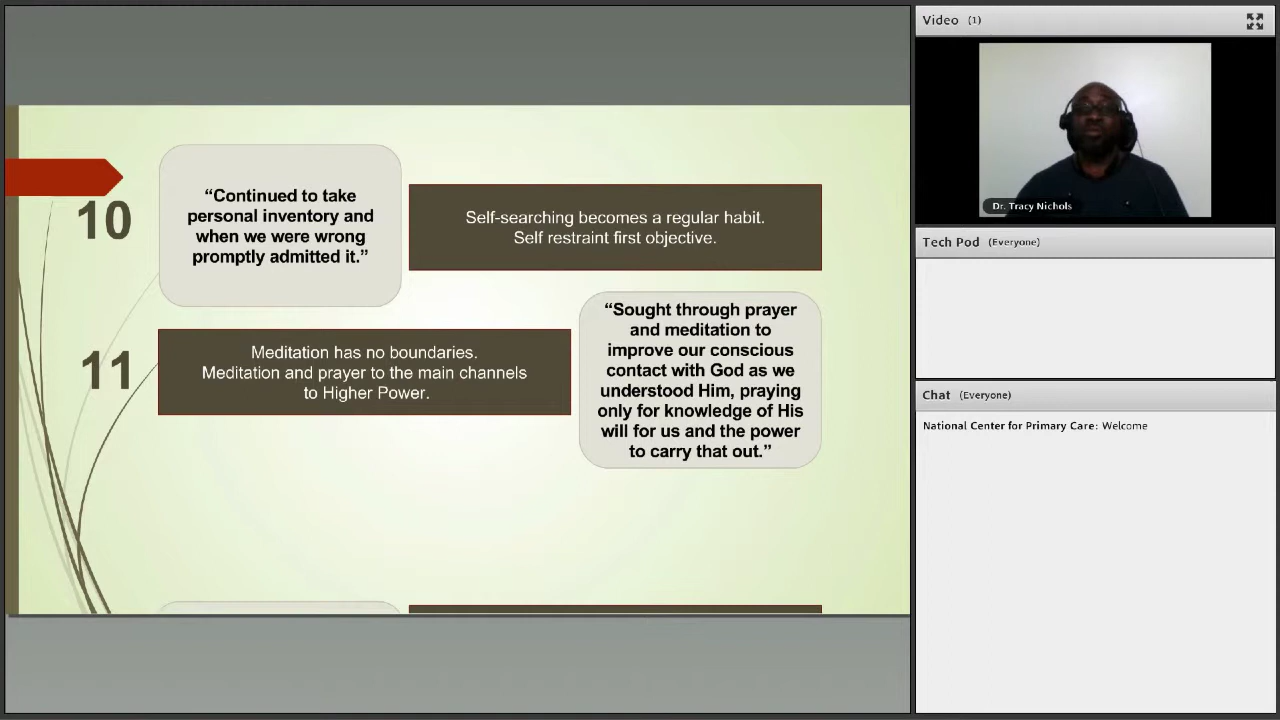 10
“Continued to take
personal inventory and
when we were wrong
promptly admitted it.”
Self-searching becomes a regular habit.
Self restraint first objective.
11
Meditation has no boundaries.
Meditation and prayer to the main channels
to Higher Power.
“Sought through prayer
and meditation to
improve our conscious
contact with God as we
understood Him, praying
only for knowledge of His
will for us and the power
to carry that out.”
Video (1)
Dr. Tracy Nichols
Tech Pod (Everyone)
Chat (Everyone)
National Center for Primary Care: Welcome